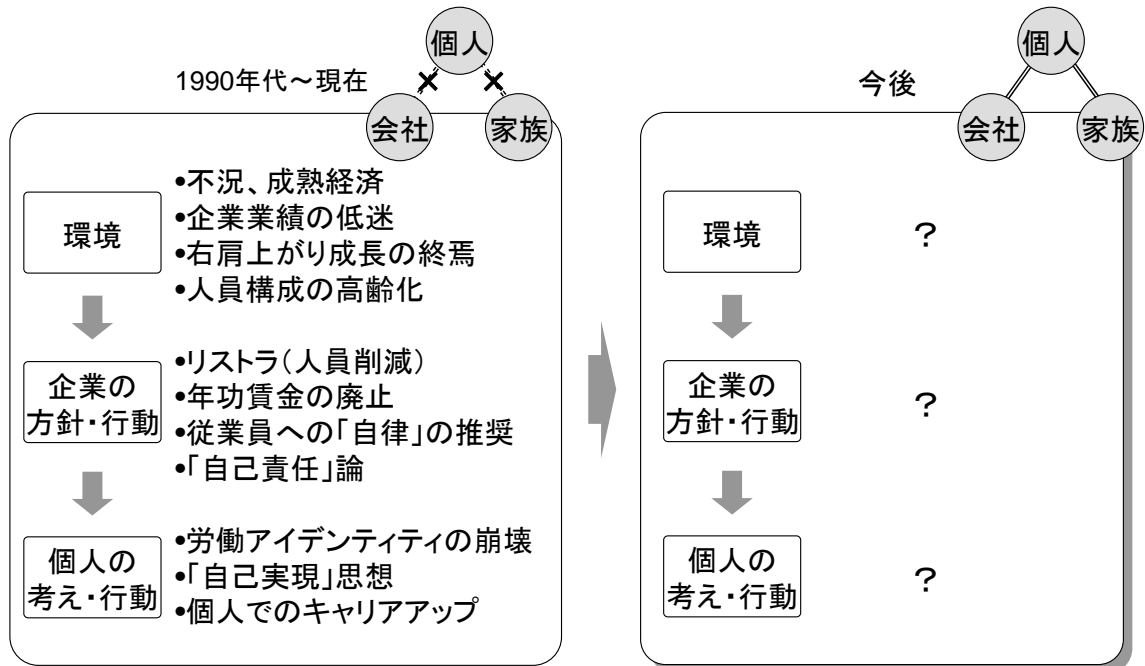 個人
1990年代～現在
会社
家族
環境
•不況、成熟経済
•企業業績の低迷
•右肩上がり成長の終焉
•人員構成の高齢化
企業の
方針・行動
•リストラ（人員削減）
•年功賃金の廃止
•従業員への「自律」の推奨
•「自己責任」論
個人の
考え・行動
•労働アイデンティティの崩壊
•「自己実現」思想
•個人でのキャリアアップ
個人
今後
会社
家族
環境
？
企業の
方針・行動
？
個人の
考え・行動
？